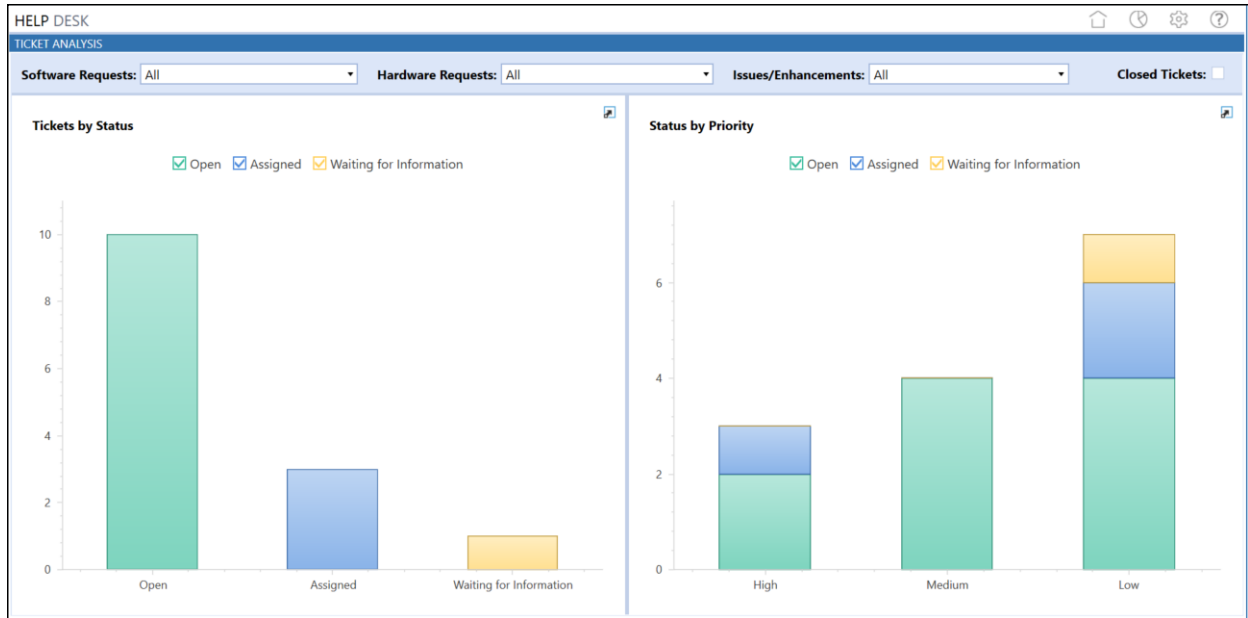 HELP DESK
?
TICKET ANALYSIS
Software Requests: All Hardware Requests: All Issues/Enhancements: All Closed Tickets:
Tickets by Status
Open Assigned Waiting for Information
10
8
6
4
2
0
Open Assigned Waiting for Information
Status by Priority
Open Assigned Waiting for Information
6
4
2
0
High Medium Low